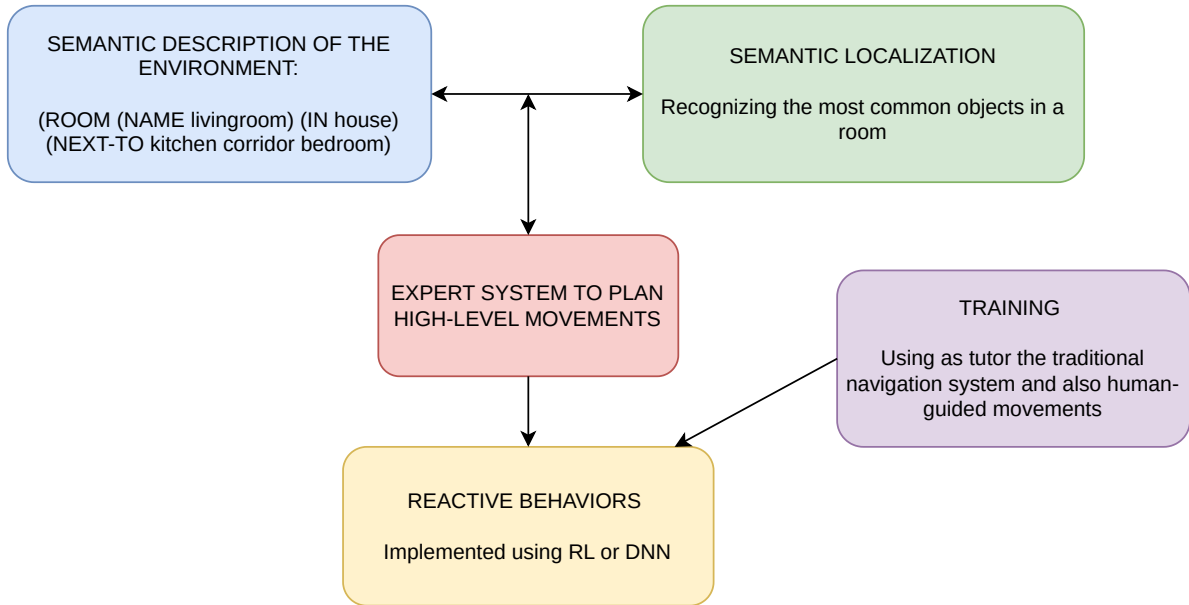 SEMANTIC DESCRIPTION OF THE
ENVIRONMENT:
(ROOM (NAME livingroom) (IN house)
(NEXT-TO kitchen corridor bedroom)
SEMANTIC LOCALIZATION
Recognizing the most common objects in a
room
EXPERT SYSTEM TO PLAN
HIGH-LEVEL MOVEMENTS
TRAINING
Using as tutor the traditional
navigation system and also human-
guided movements
REACTIVE BEHAVIORS
Implemented using RL or DNN